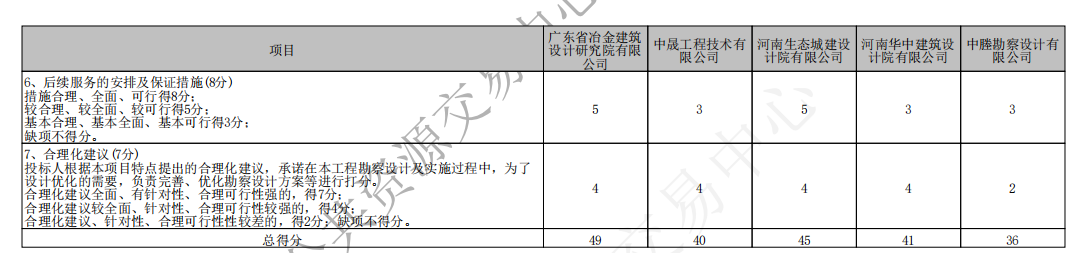 项目
广东省冶金建筑
设计研究院有限
公司
中晟工程技术有
限公司
河南生态城建设
计院有限公司
河南华中建筑设
计院有限公司
中塍勘察设计有
限公司
6、后续服务的安排及保证措施(8分)
措施合理、全面、可行得8分；
较合理、较全面、较可行得5分；
基本合理、基本全面、基本可行得3分；
缺项不得分。
5
3
5
3
3
7、合理化建议(7分)
投标人根据本项目特点提出的合理化建议，承诺在本工程勘察设计及实施过程中，为了
设计优化的需要，负责完善、优化勘察设计方案等进行打分。
合理化建议全面、有针对性、合理可行性强的，得7分；
合理化建议较全面、针对性、合理可行性较强的，得4分；
合理化建议、针对性、合理可行性性较差的，得2分；缺项不得分。
4
4
4
4
2
总得分
49
40
45
41
36
公共资源交易
交易中心